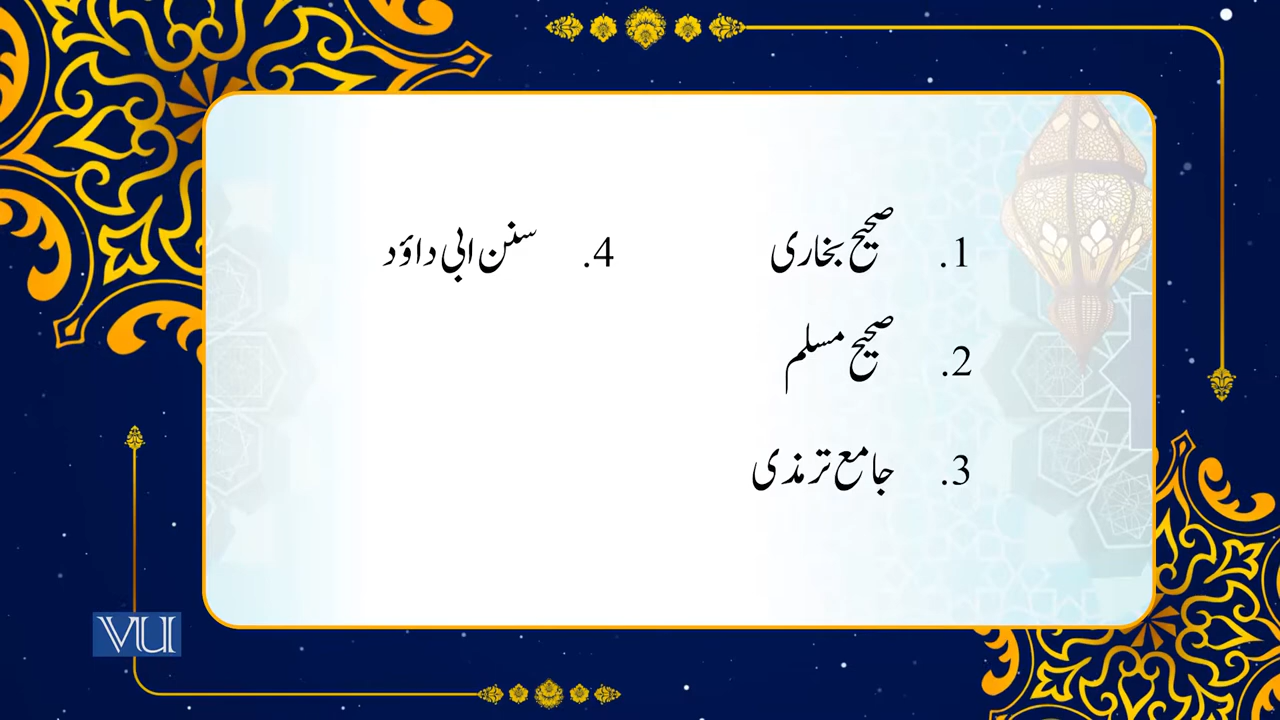 1. صحیح بخاری
2. صحیح مسلم
3. جامع ترمذی
4. سنن ابی داؤد
VU